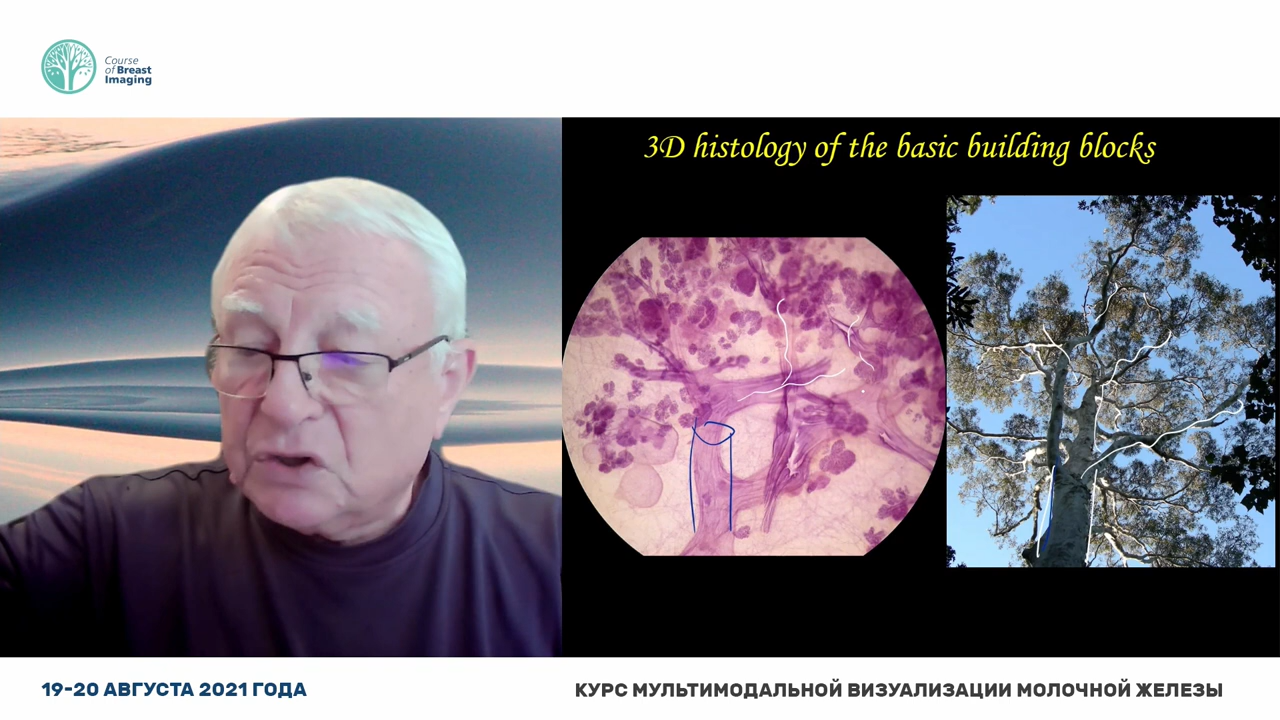 Course
of Breast
Imaging
3D histology of the basic building blocks
19-20 АВГУСТА 2021 ГОДА
КУРС МУЛЬТИМОДАЛЬНОЙ ВИЗУАЛИЗАЦИИ МОЛОЧНОЙ ЖЕЛЕЗЫ